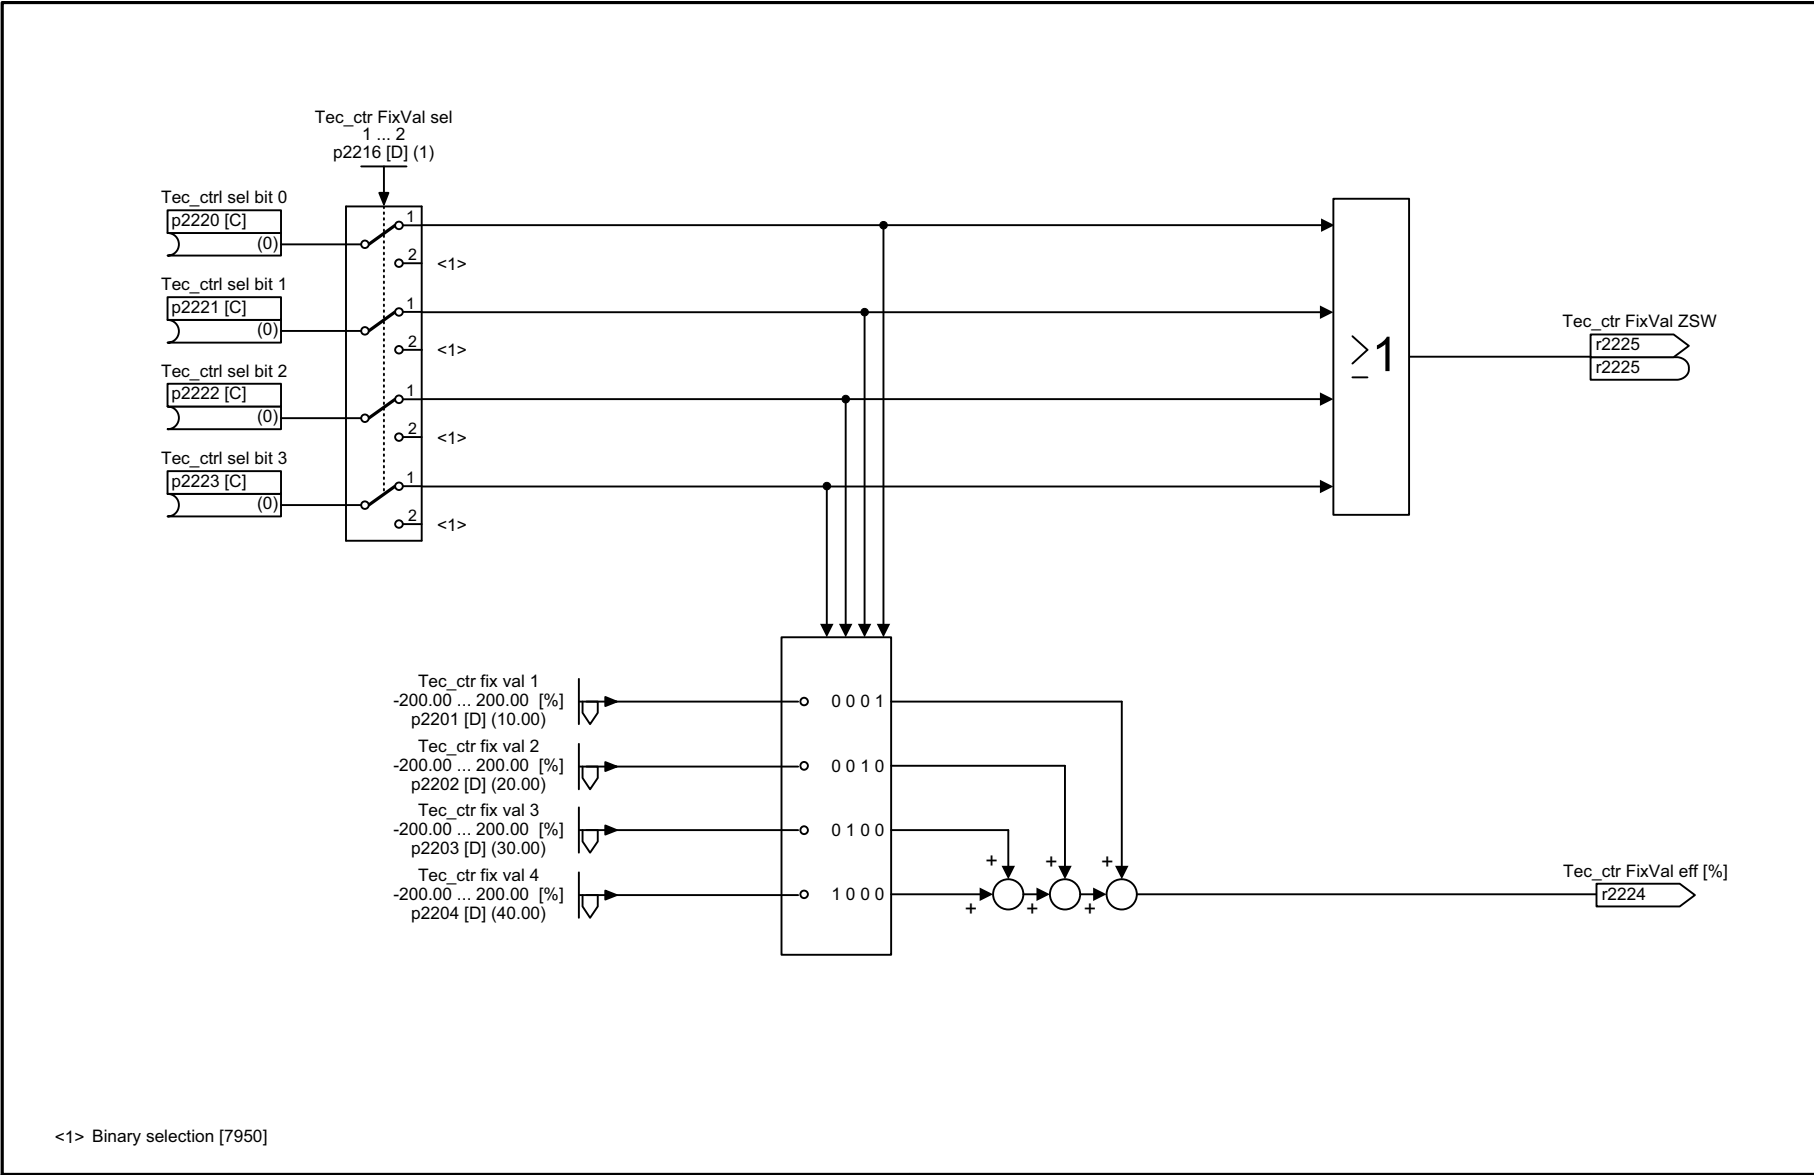 Tec_ctr FixVal sel
1 ... 2
p2216 [D] (1)
Tec_ctrl sel bit 0
p2220 [C]
(0)
1
2
<1>
Tec_ctrl sel bit 1
p2221 [C]
(0)
1
2
<1>
Tec_ctrl sel bit 2
p2222 [C]
(0)
1
2
<1>
Tec_ctrl sel bit 3
p2223 [C]
(0)
1
2
<1>
≥1
Tec_ctr FixVal ZSW
r2225
r2225
Tec_ctr fix val 1
-200.00 ... 200.00 [%]
p2201 [D] (10.00)
0 0 0 1
Tec_ctr fix val 2
-200.00 ... 200.00 [%]
p2202 [D] (20.00)
0 0 1 0
Tec_ctr fix val 3
-200.00 ... 200.00 [%]
p2203 [D] (30.00)
0 1 0 0
Tec_ctr fix val 4
-200.00 ... 200.00 [%]
p2204 [D] (40.00)
1 0 0 0
+ + +
+ + +
Tec_ctr FixVal eff [%]
r2224
<1> Binary selection [7950]